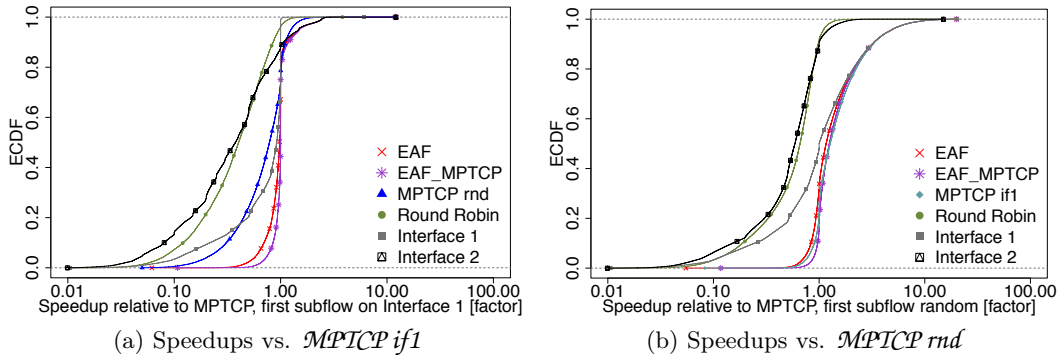 ECDF
0.0 0.2 0.4 0.6 0.8 1.0
EAF
EAF_MPTCP
MPTCP rnd
Round Robin
Interface 1
Interface 2
0.01 0.10 1.00 10.00 100.00
Speedup relative to MPTCP, first subflow on Interface 1 [factor]
(a) Speedups vs. MPTCP if1
ECDF
0.0 0.2 0.4 0.6 0.8 1.0
EAF
EAF_MPTCP
MPTCP if1
Round Robin
Interface 1
Interface 2
0.01 0.10 1.00 10.00 100.00
Speedup relative to MPTCP, first subflow random [factor]
(b) Speedups vs. MPTCP rnd